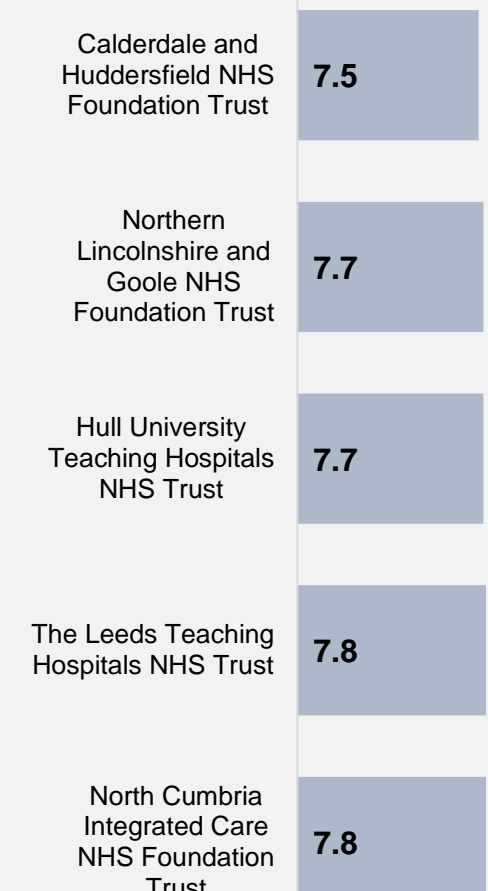 Calderdale and
Huddersfield NHS
Foundation Trust
7.5
Northern
Lincolnshire and
Goole NHS
Foundation Trust
7.7
Hull University
Teaching Hospitals
NHS Trust
7.7
The Leeds Teaching
Hospitals NHS Trust
7.8
North Cumbria
Integrated Care
NHS Foundation
Trust
7.8